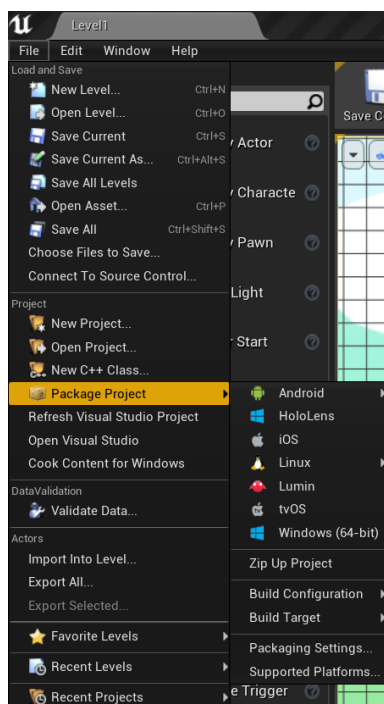 Level1
File Edit Window Help
Load and Save
New Level... Ctrl+N
Open Level... Ctrl+O
Save Current Ctrl+S
Save Current As... Ctrl+Alt+S
Save All Levels
Open Asset... Ctrl+P
Save All Ctrl+Shift+S
Choose Files to Save...
Connect To Source Control...
Project
New Project...
Open Project...
New C++ Class...
Package Project
Refresh Visual Studio Project
Open Visual Studio
Cook Content for Windows
DataValidation
Validate Data...
Actors
Import Into Level...
Export All...
Export Selected...
Favorite Levels
Recent Levels
Recent Projects
Android
HoloLens
iOS
Linux
Lumin
tvOS
Windows (64-bit)
Zip Up Project
Build Configuration
Build Target
Packaging Settings...
Supported Platforms...
Save C
y Actor
y Characte
y Pawn
Light
r Start
e Trigger